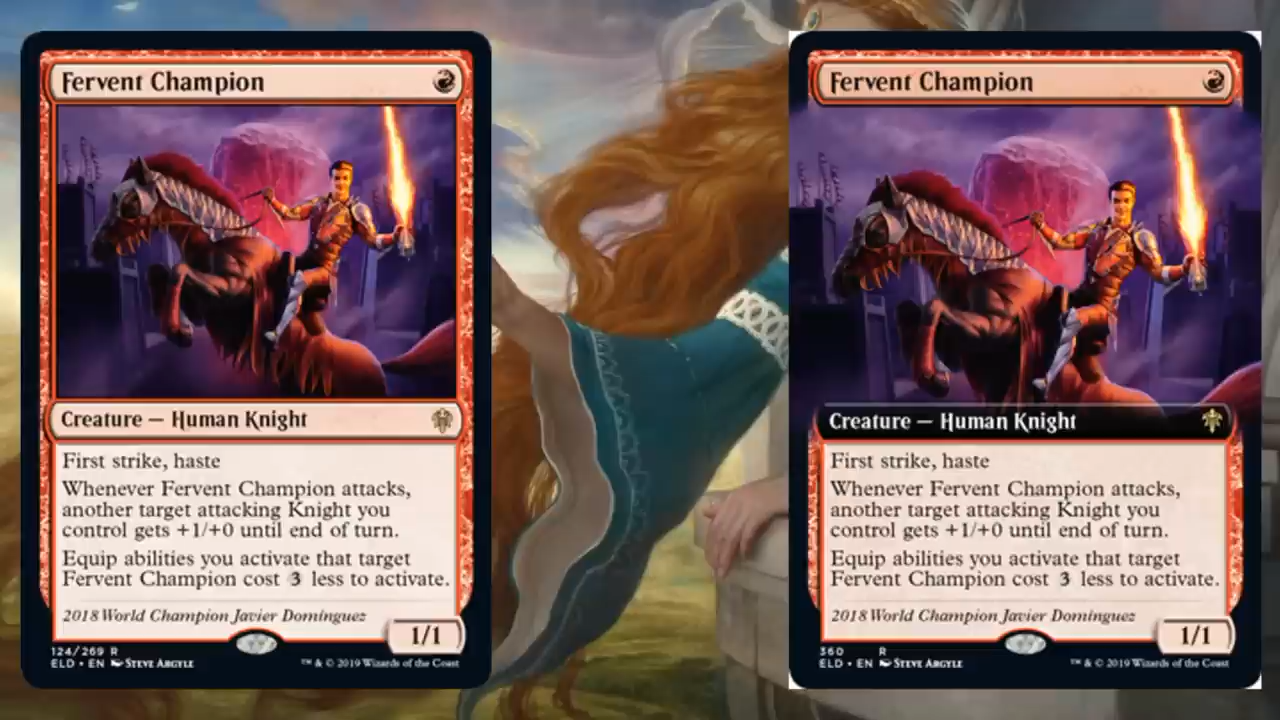 Fervent Champion
Creature — Human Knight
First strike, haste
Whenever Fervent Champion attacks,
another target attacking Knight you
control gets +1/+0 until end of turn.
Equip abilities you activate that target
Fervent Champion cost 3 less to activate.
2018 World Champion Javier Domínguez
1/1
124/269 R
ELD • EN Steve Argyle
™ & © 2019 Wizards of the Coast
Fervent Champion
Creature — Human Knight
First strike, haste
Whenever Fervent Champion attacks,
another target attacking Knight you
control gets +1/+0 until end of turn.
Equip abilities you activate that target
Fervent Champion cost 3 less to activate.
2018 World Champion Javier Domínguez
1/1
360 R
ELD • EN Steve Argyle
™ & © 2019 Wizards of the Coast